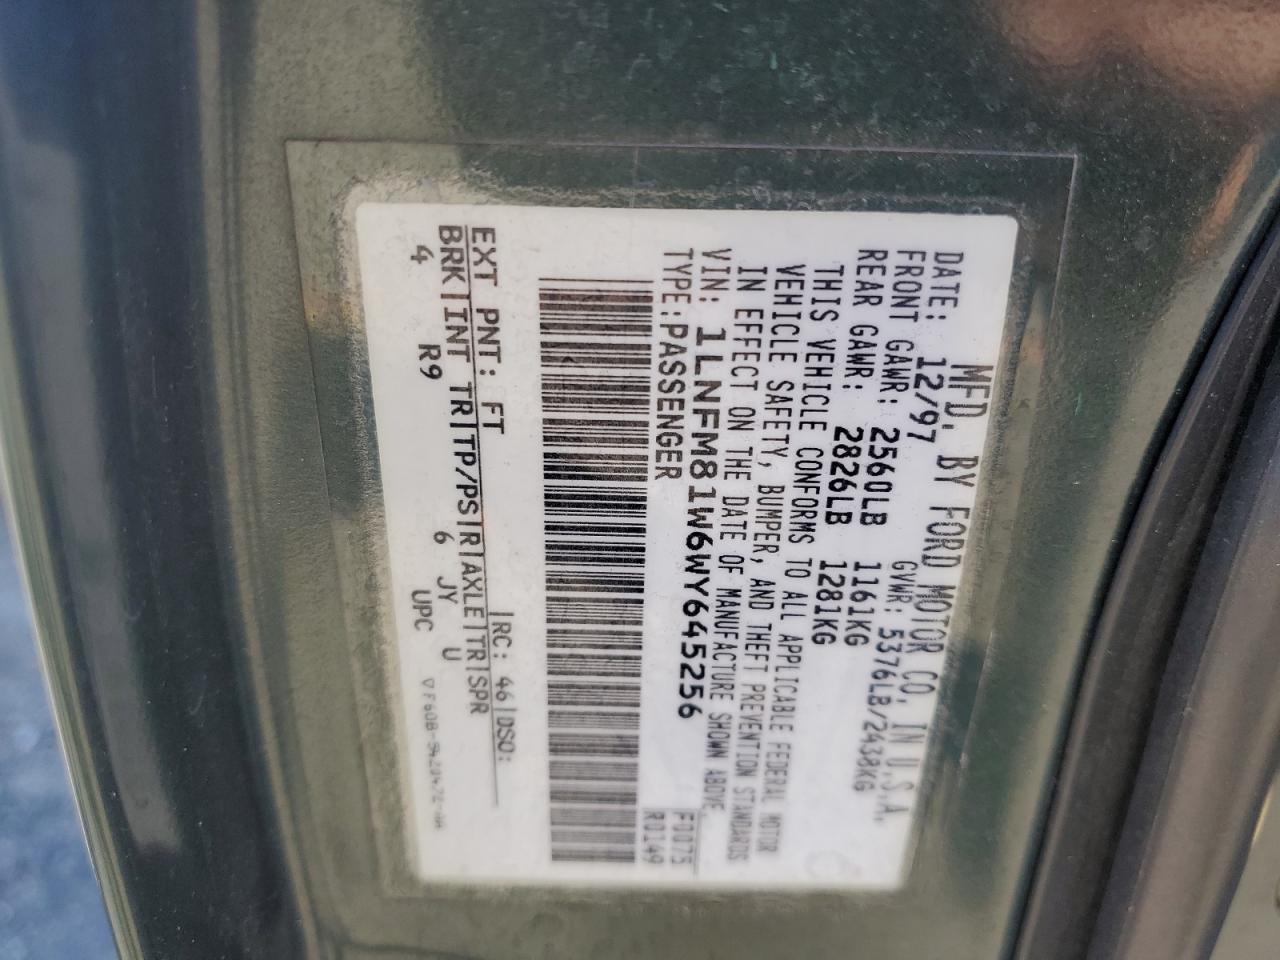 MFD. BY FORD MOTOR CO. IN U.S.A.
DATE: 12/97 GVWR: 5376LB/2438KG
FRONT GAWR: 2560LB 1161KG
REAR GAWR: 2826LB 1281KG
THIS VEHICLE CONFORMS TO ALL APPLICABLE FEDERAL MOTOR
VEHICLE SAFETY, BUMPER, AND THEFT PREVENTION STANDARDS
IN EFFECT ON THE DATE OF MANUFACTURE SHOWN ABOVE.
VIN: 1LNFM81W6WY645256 F0075
TYPE: PASSENGER R0149
EXT PNT: FT |RC: 46|DSO:
BRK|INT TR|TP/PS|R|AXLE|TR|SPR
4 R9 6 JY U
UPC